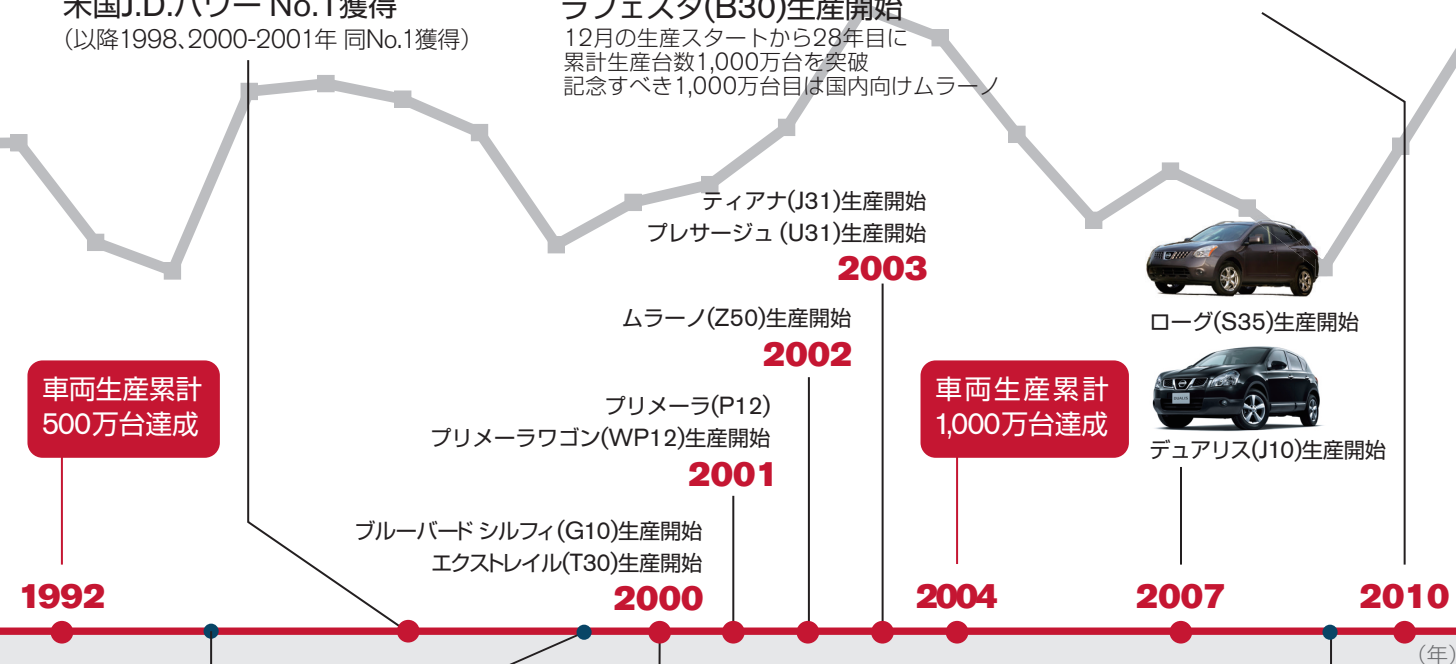 米国J.D.パワー No.1獲得
(以降1998、2000-2001年 同No.1獲得)
ラフェスタ(B30)生産開始
12月の生産スタートから28年目に
累計生産台数1,000万台を突破
記念すべき1,000万台目は国内向けムラーノ
ティアナ(J31)生産開始
プレサージュ(U31)生産開始
2003
ムラーノ(Z50)生産開始
2002
プリメーラ(P12)
プリメーラワゴン(WP12)生産開始
2001
ブルーバード シルフィ(G10)生産開始
エクストレイル(T30)生産開始
2000
車両生産累計
500万台達成
1992
車両生産累計
1,000万台達成
2004
ローグ(S35)生産開始
デュアリス(J10)生産開始
2007
2010
(年)